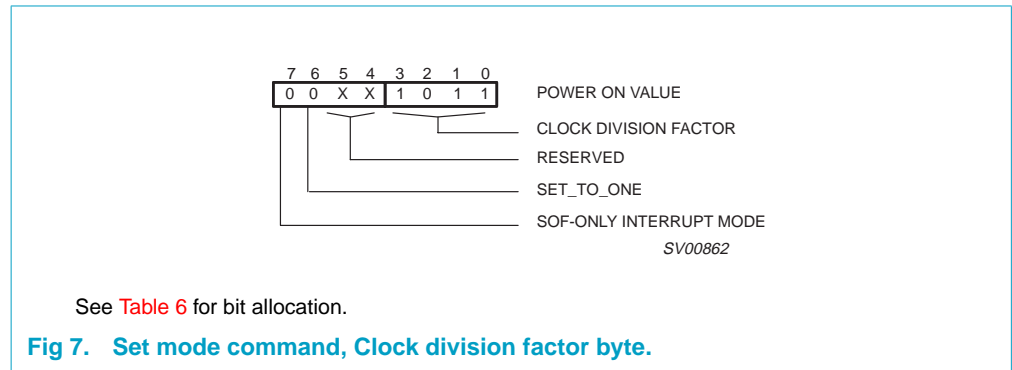 7 6 5 4 3 2 1 0
0 0 X X 1 0 1 1 POWER ON VALUE
CLOCK DIVISION FACTOR
RESERVED
SET_TO_ONE
SOF-ONLY INTERRUPT MODE
SV00862
See Table 6 for bit allocation.
Fig 7. Set mode command, Clock division factor byte.